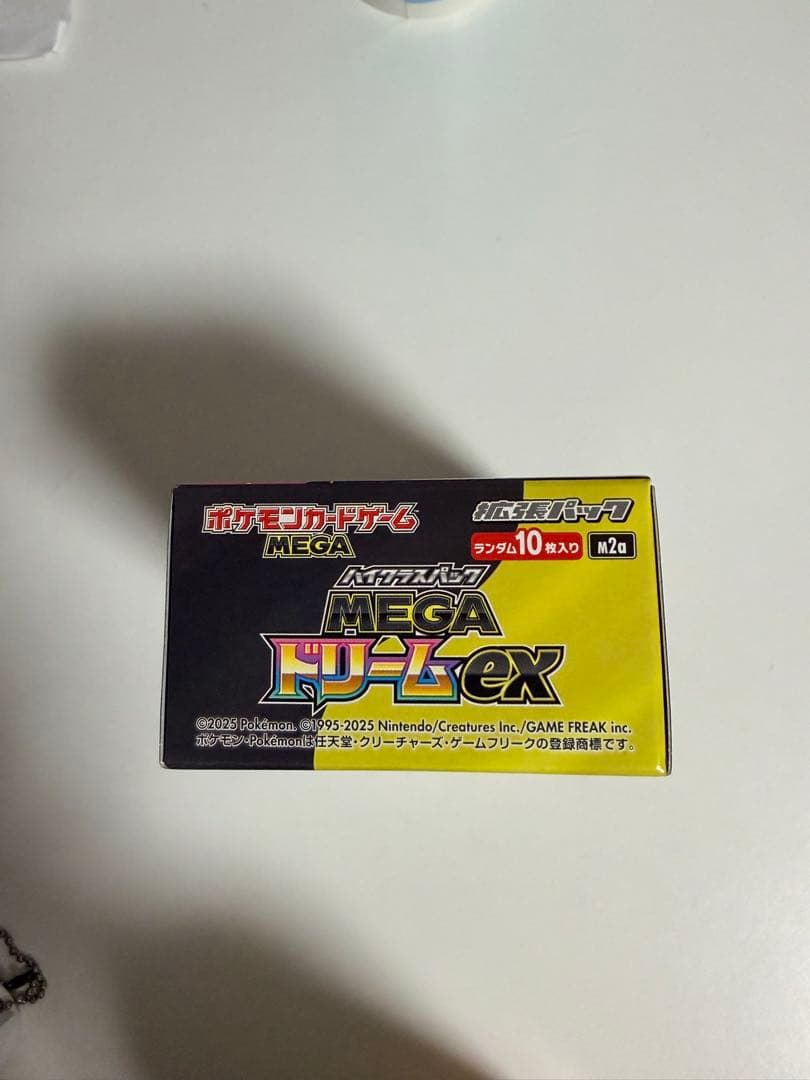 ポケモンカードゲーム
MEGA
拡張パック
ランダム10枚入り
M2a
ハイクラスパック
MEGA
ドリームex
©2025 Pokémon. ©1995-2025 Nintendo/Creatures Inc./GAME FREAK inc.
ポケモン・Pokémonは任天堂・クリーチャーズ・ゲームフリークの登録商標です。